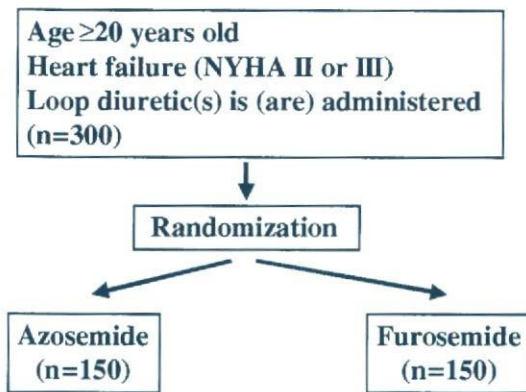 Age ≥20 years old
Heart failure (NYHA II or III)
Loop diuretic(s) is (are) administered
(n=300)
Randomization
Azosemide
(n=150)
Furosemide
(n=150)